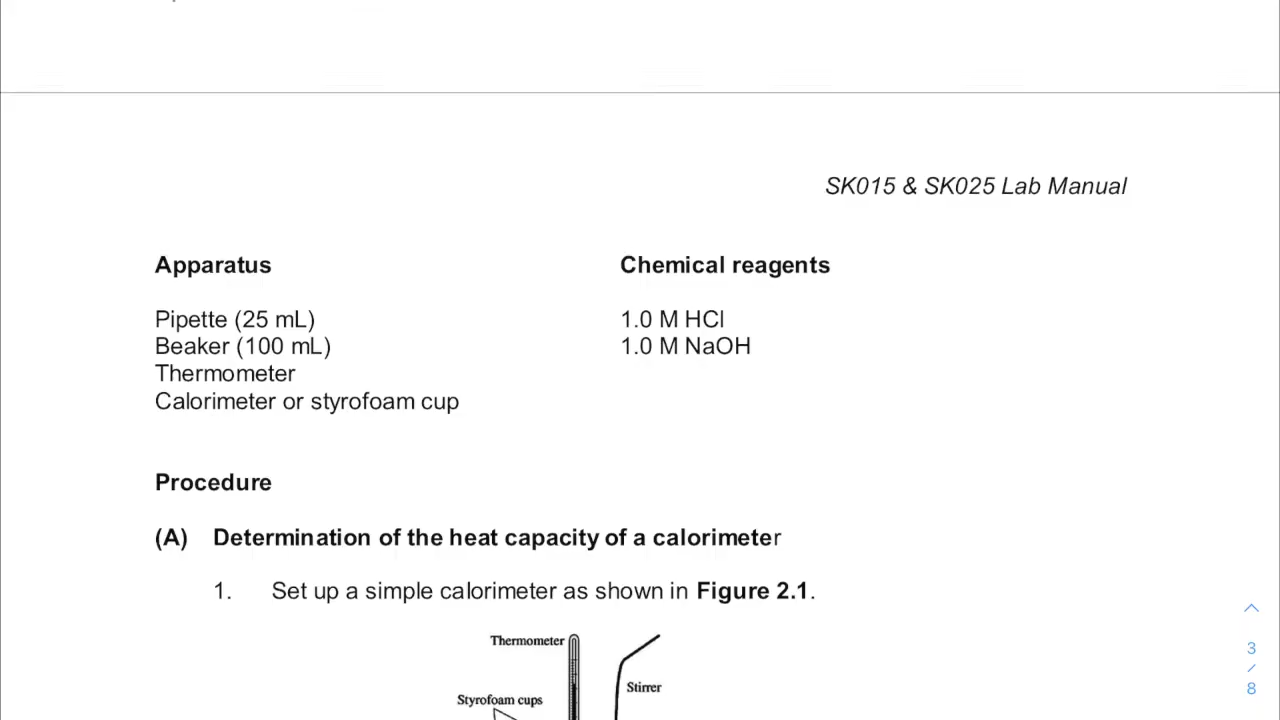 SK015 & SK025 Lab Manual
Apparatus
Chemical reagents
Pipette (25 mL)
1.0 M HCl
Beaker (100 mL)
1.0 M NaOH
Thermometer
Calorimeter or styrofoam cup
Procedure
(A) Determination of the heat capacity of a calorimeter
1. Set up a simple calorimeter as shown in Figure 2.1.
Thermometer
Stirrer
Styrofoam cups
3
/
8